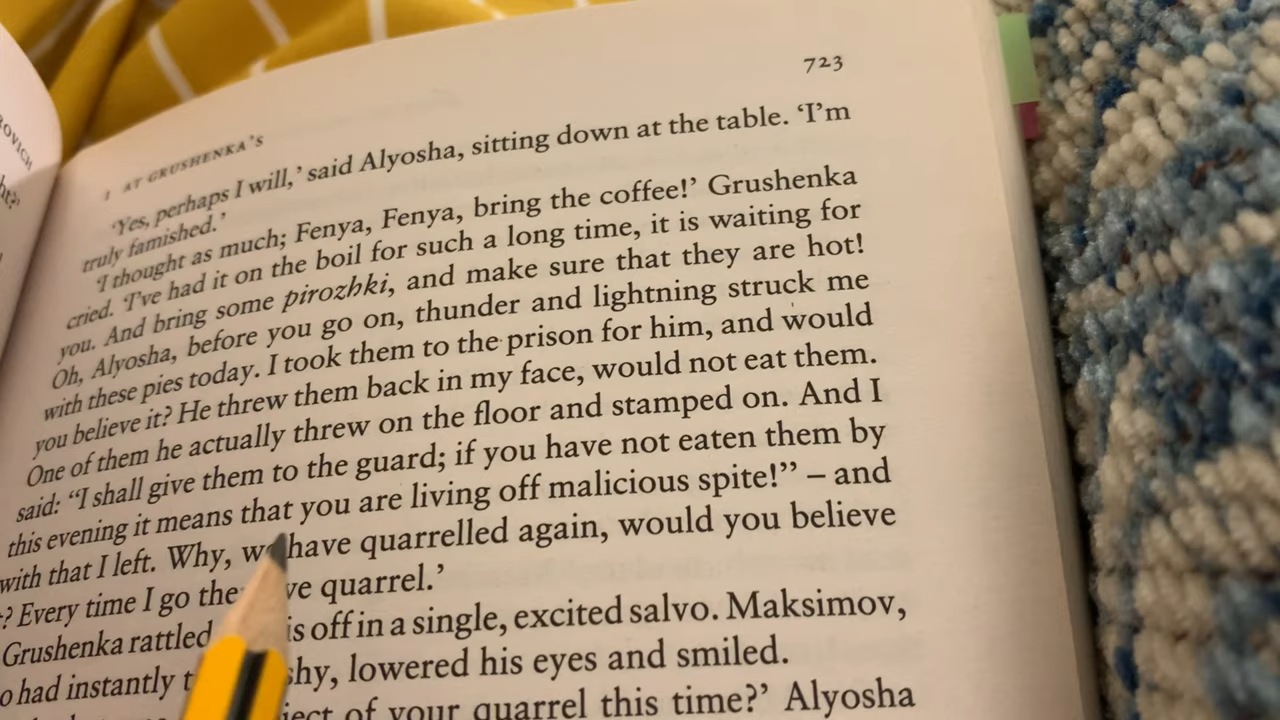 723
I AT GRUSHENKA'S
'Yes, perhaps I will,' said Alyosha, sitting down at the table. 'I'm
truly famished.'
'I thought as much; Fenya, Fenya, bring the coffee!' Grushenka
cried. 'I've had it on the boil for such a long time, it is waiting for
you. And bring some pirozhki, and make sure that they are hot!
Oh, Alyosha, before you go on, thunder and lightning struck me
with these pies today. I took them to the prison for him, and would
you believe it? He threw them back in my face, would not eat them.
One of them he actually threw on the floor and stamped on. And I
said: "I shall give them to the guard; if you have not eaten them by
this evening it means that you are living off malicious spite!" – and
with that I left. Why, we have quarrelled again, would you believe
? Every time I go the ve quarrel.'
Grushenka rattled is off in a single, excited salvo. Maksimov,
o had instantly t shy, lowered his eyes and smiled.
ject of your quarrel this time?' Alyosha